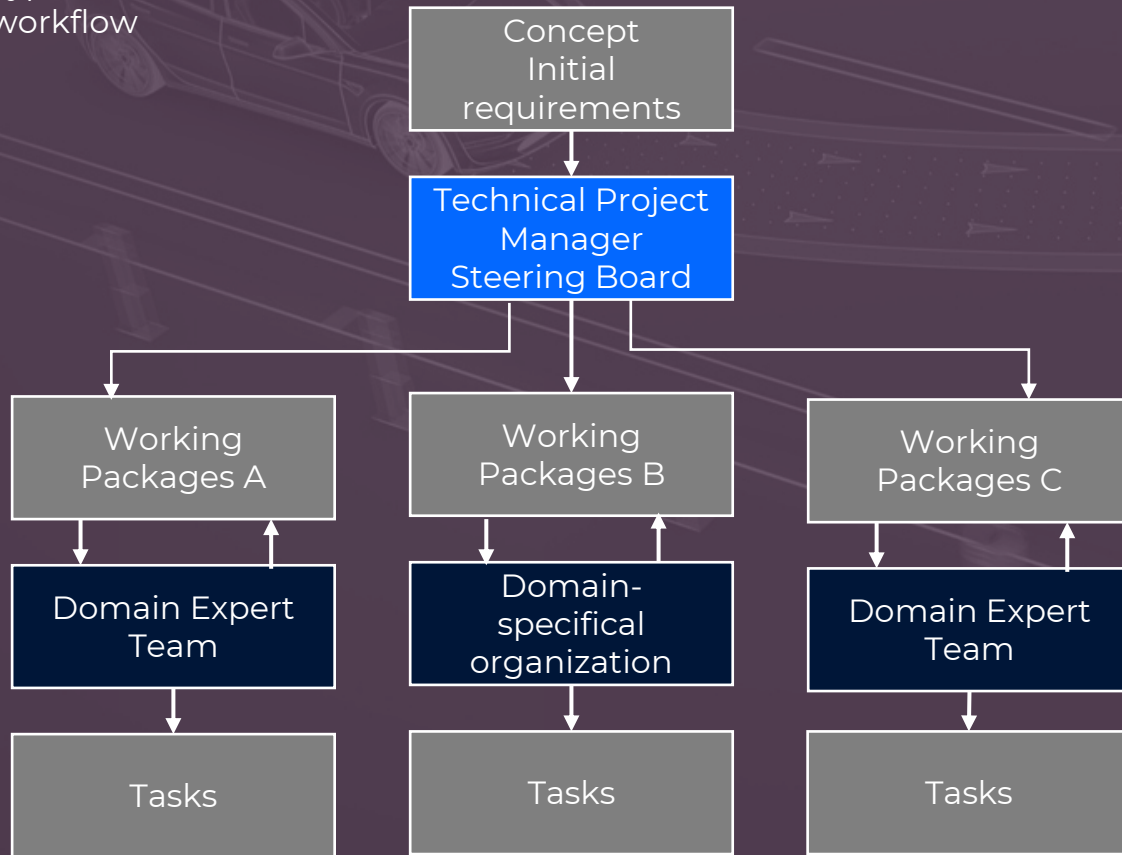 workflow
Concept
Initial
requirements
Technical Project
Manager
Steering Board
Working
Packages A
Working
Packages B
Working
Packages C
Domain Expert
Team
Domain-
specifical
organization
Domain Expert
Team
Tasks
Tasks
Tasks